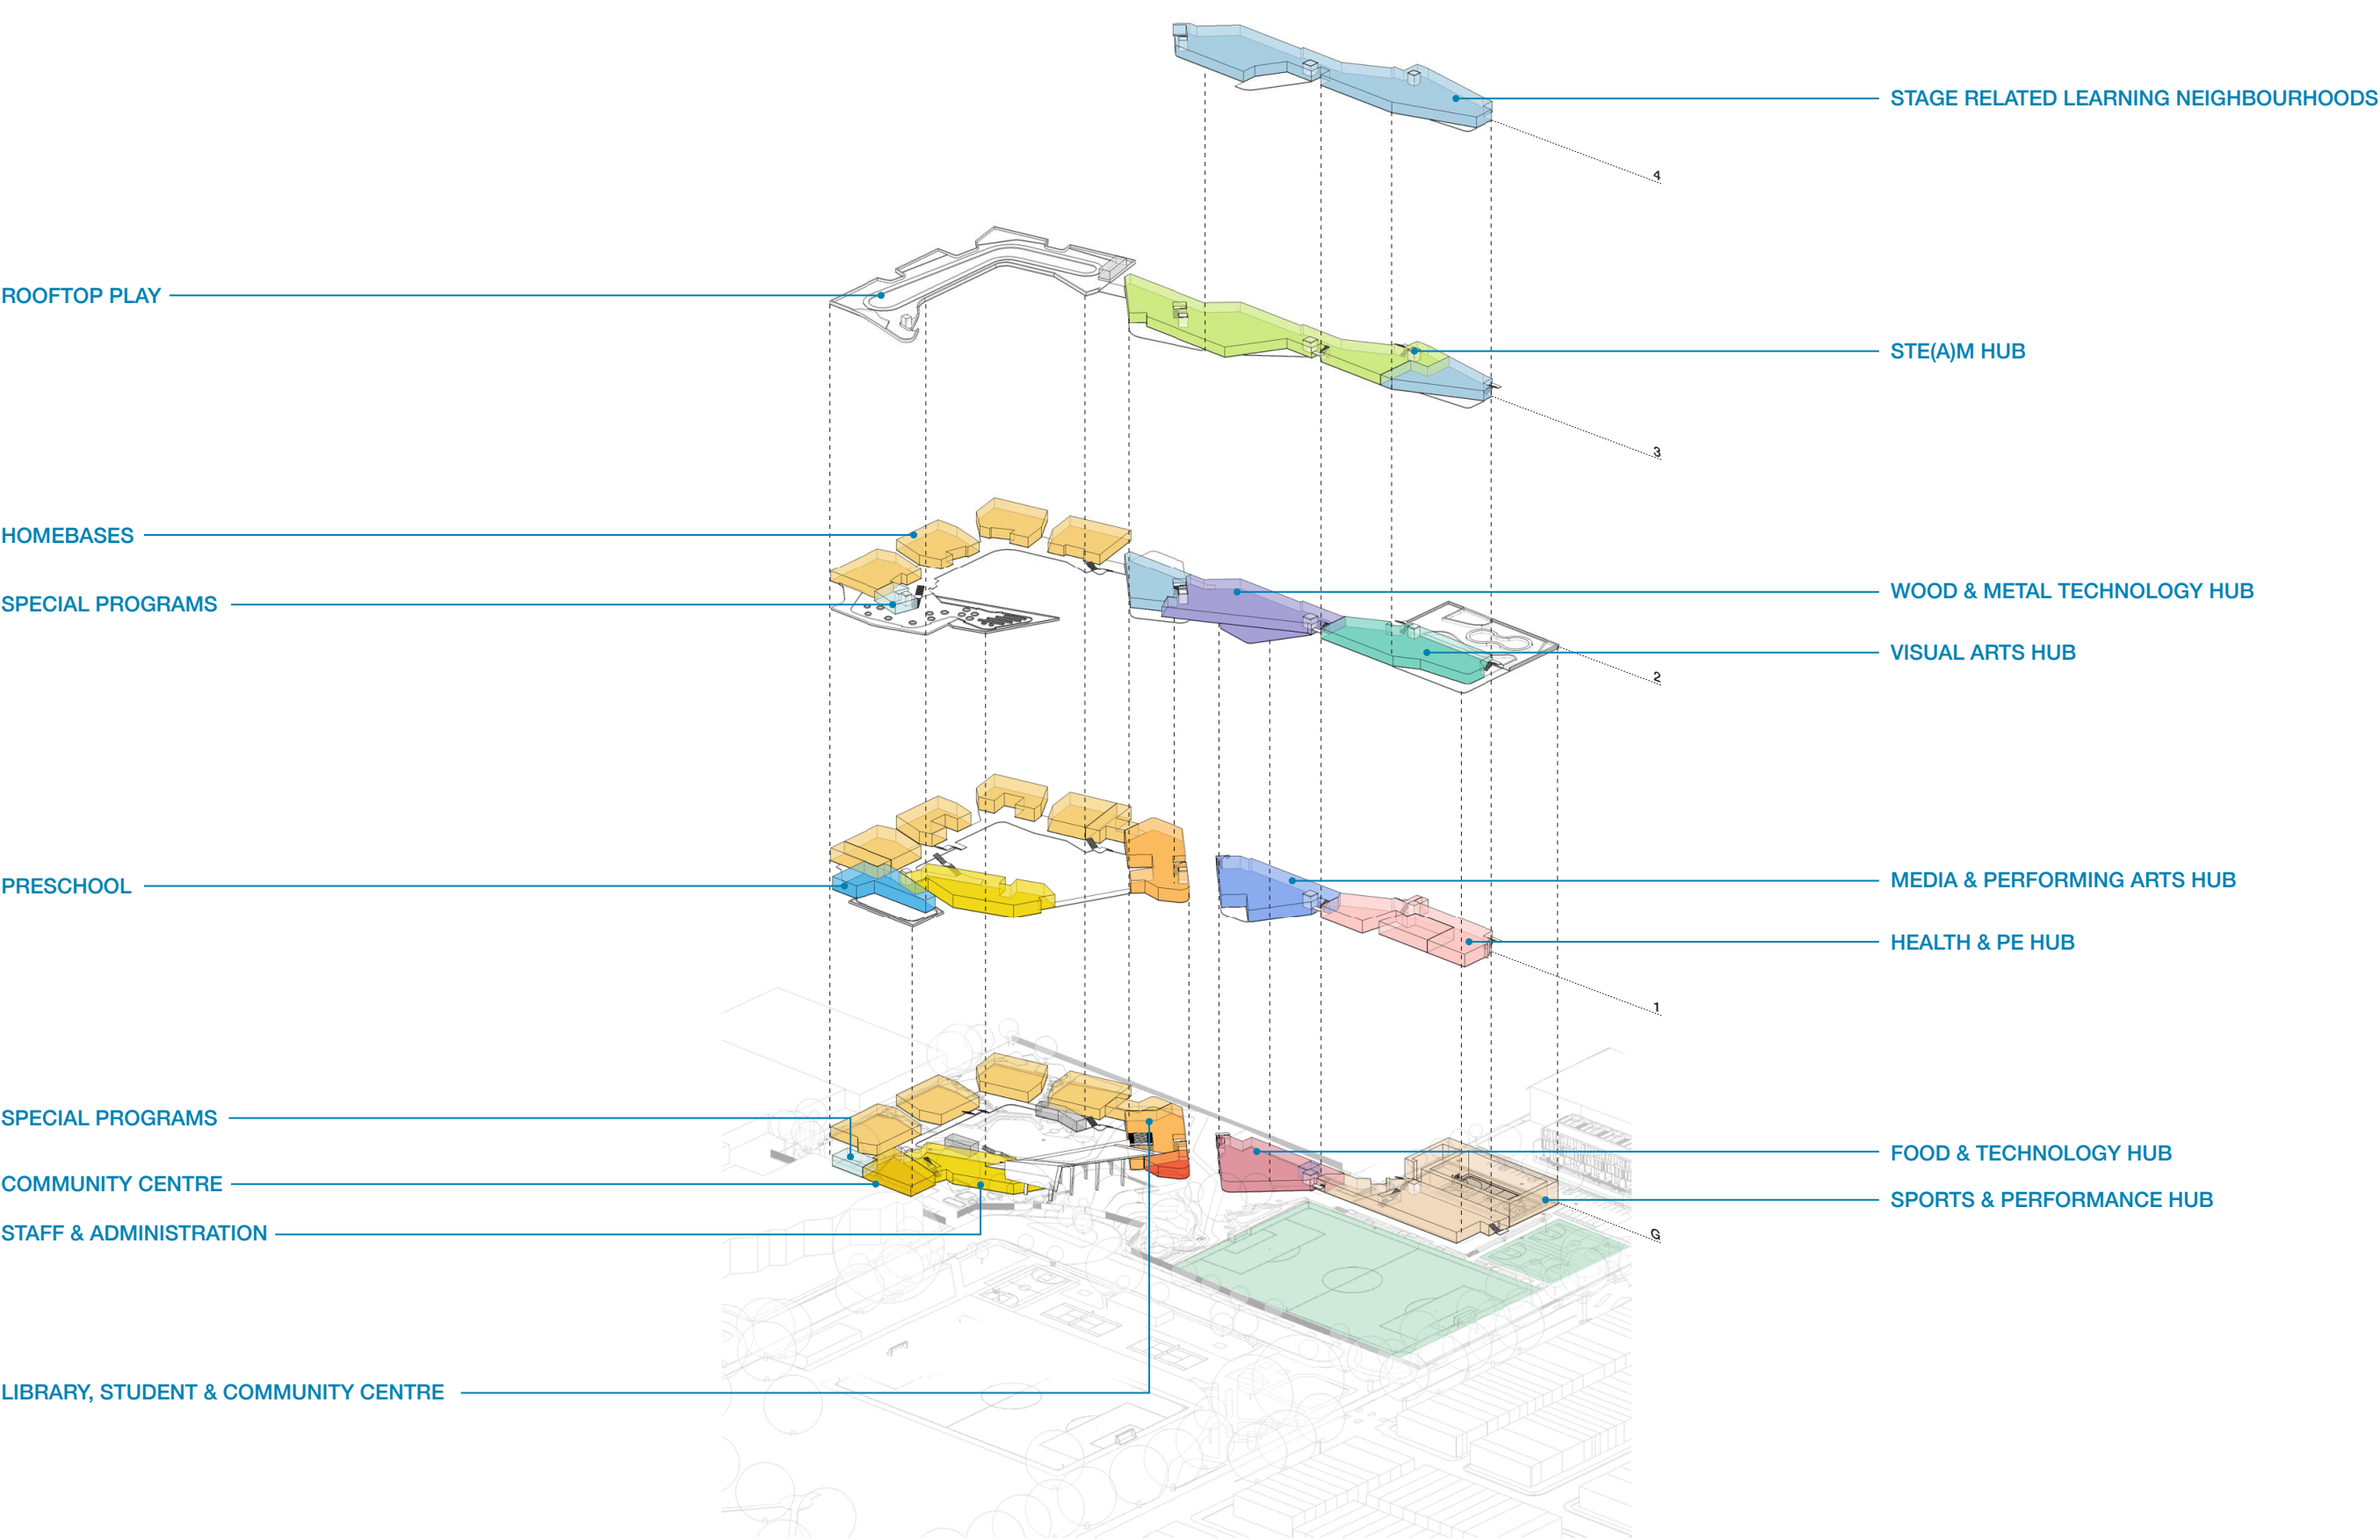 STAGE RELATED LEARNING NEIGHBOURHOODS
4
ROOFTOP PLAY
STE(A)M HUB
3
HOMEBASES
WOOD & METAL TECHNOLOGY HUB
SPECIAL PROGRAMS
VISUAL ARTS HUB
2
PRESCHOOL
MEDIA & PERFORMING ARTS HUB
HEALTH & PE HUB
1
SPECIAL PROGRAMS
FOOD & TECHNOLOGY HUB
COMMUNITY CENTRE
SPORTS & PERFORMANCE HUB
STAFF & ADMINISTRATION
G
LIBRARY, STUDENT & COMMUNITY CENTRE